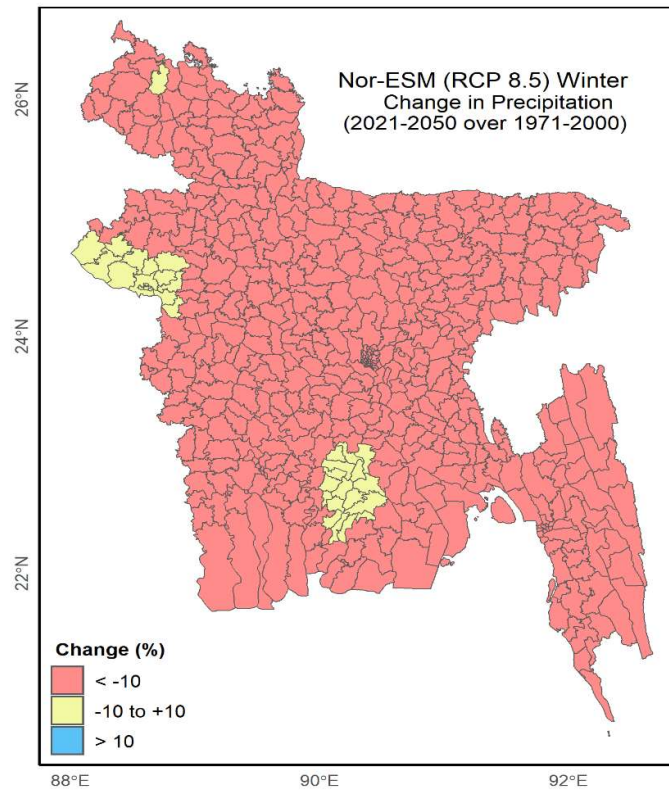 Nor-ESM (RCP 8.5) Winter
Change in Precipitation
(2021-2050 over 1971-2000)
26°N
24°N
22°N
Change (%)
< -10
-10 to +10
> 10
88°E
90°E
92°E